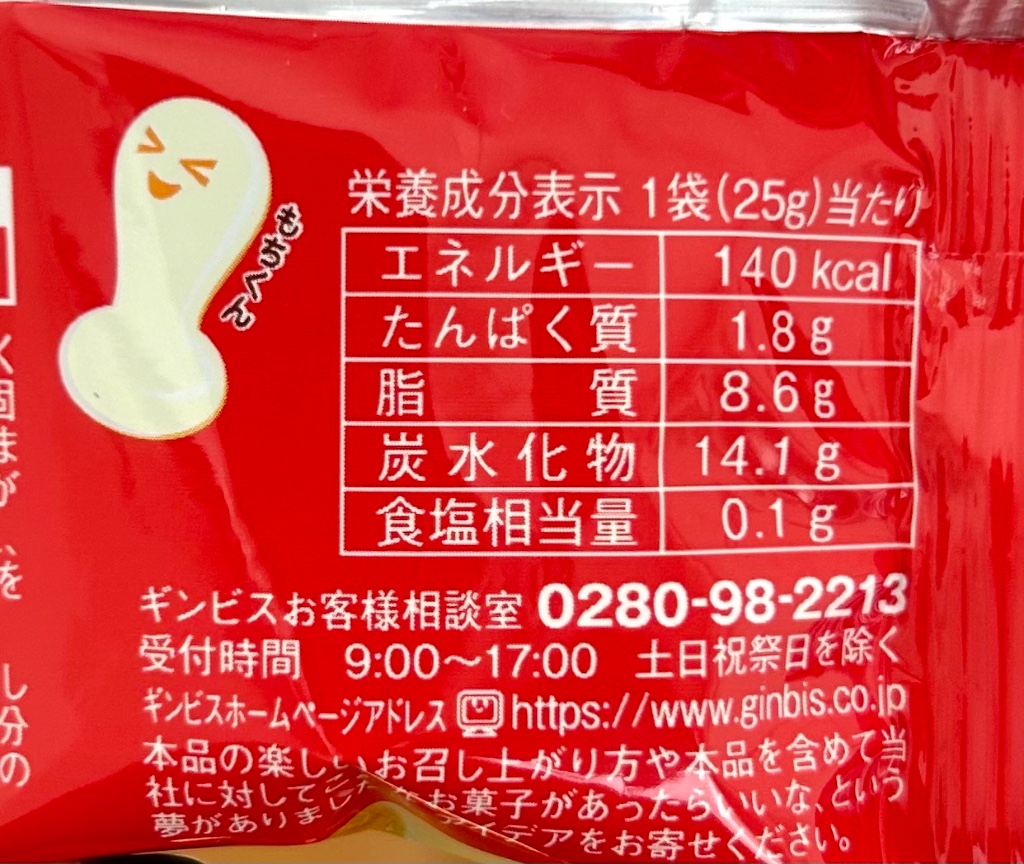 もちくん
栄養成分表示 1袋(25g)当たり
エネルギー 140 kcal
たんぱく質 1.8 g
脂質 8.6 g
炭水化物 14.1 g
食塩相当量 0.1 g
ギンビスお客様相談室 0280-98-2213
受付時間 9:00〜17:00 土日祝祭日を除く
ギンビスホームページアドレス https://www.ginbis.co.jp
本品の楽しいお召し上がり方や本品を含めて当
社に対してこんなお菓子があったらいいな、という
夢がありました アイデアをお寄せください。